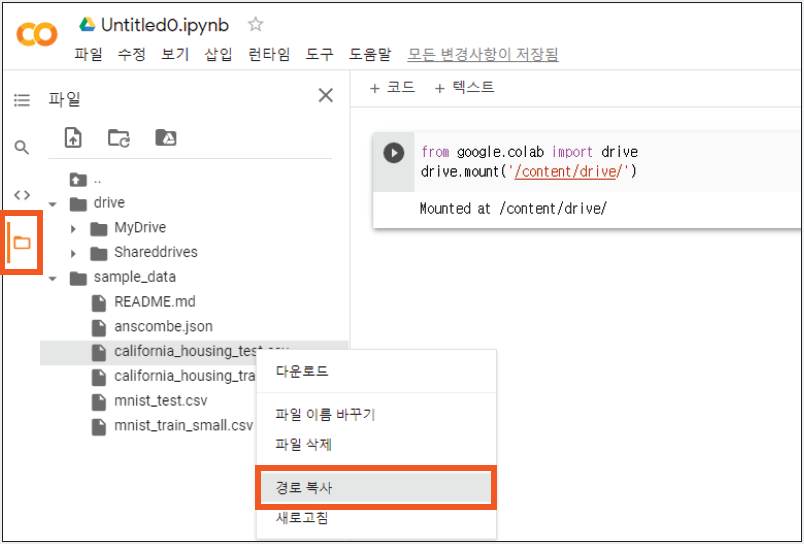 Untitled0.ipynb
파일 수정 보기 삽입 런타임 도구 도움말 모든 변경사항이 저장됨
파일
+ 코드 + 텍스트
..
drive
MyDrive
Shareddrives
sample_data
README.md
anscombe.json
california_housing_test.csv
california_housing_tra
mnist_test.csv
mnist_train_small.csv
다운로드
파일 이름 바꾸기
파일 삭제
경로 복사
새로고침
from google.colab import drive
drive.mount('/content/drive/')
Mounted at /content/drive/